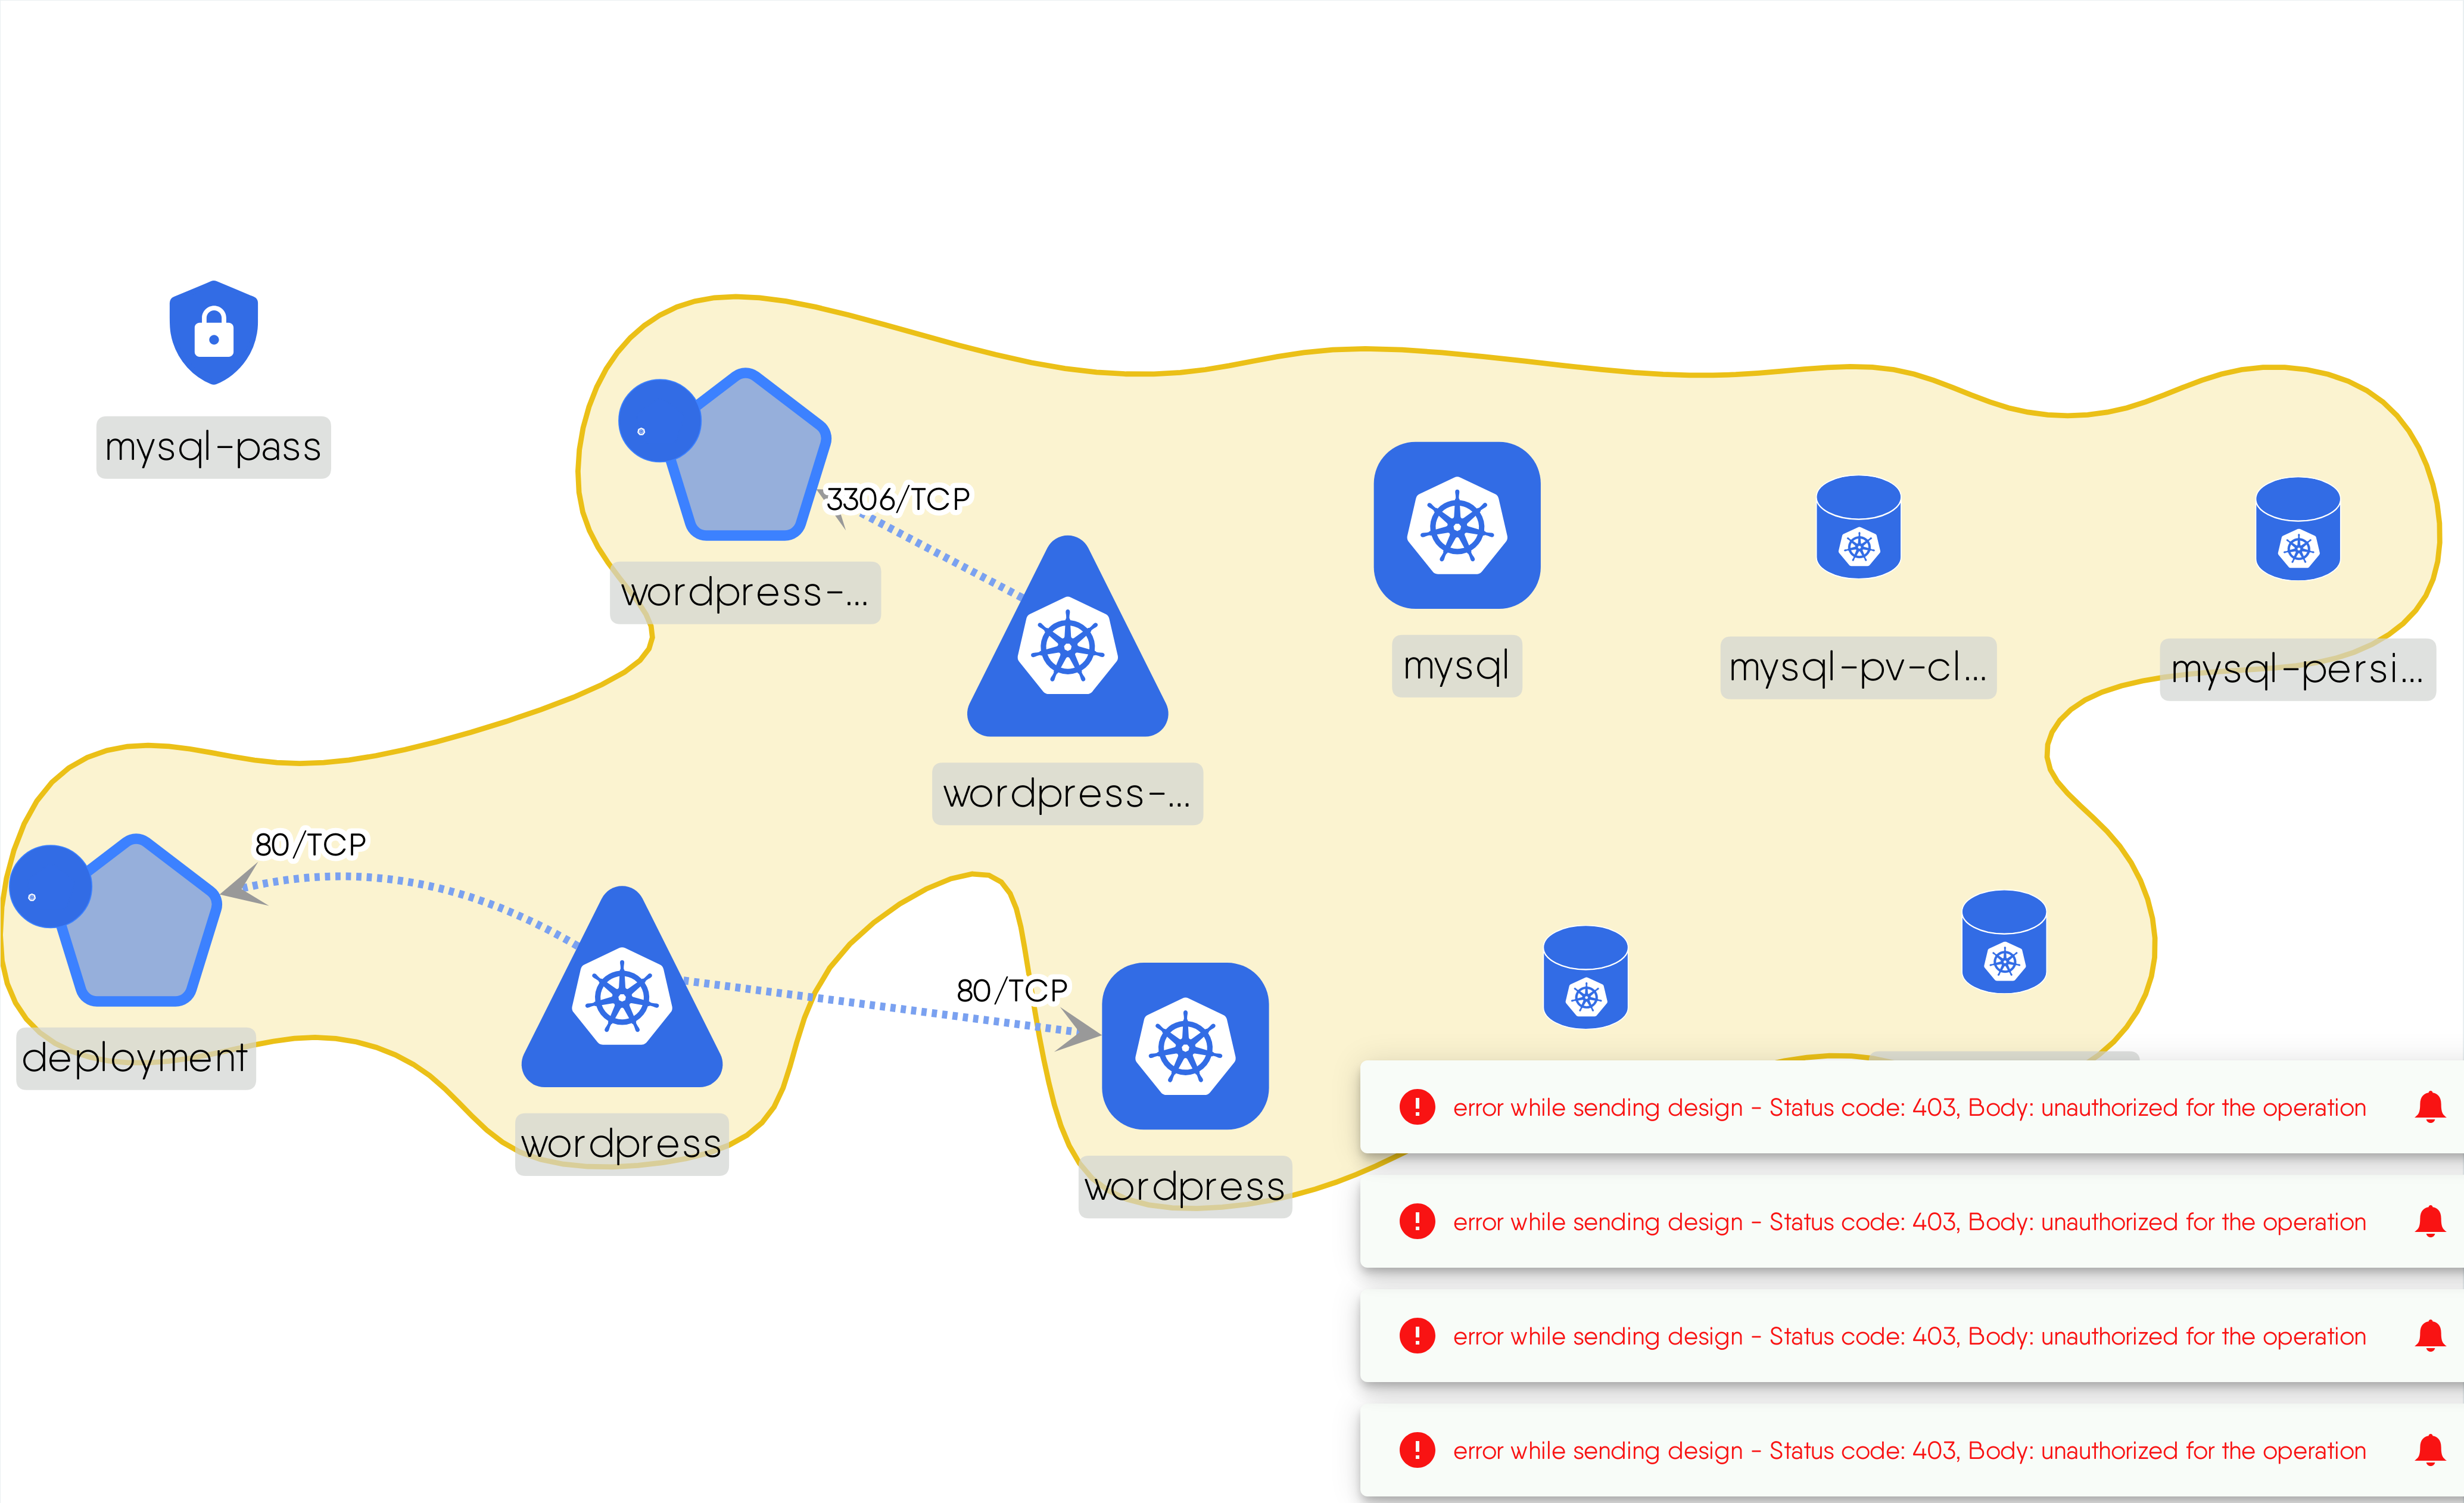 mysql-pass
3306/TCP
wordpress-...
mysql
mysql-pv-cl...
mysql-persi...
wordpress-...
80/TCP
80/TCP
deployment
wordpress
wordpress
error while sending design - Status code: 403, Body: unauthorized for the operation
error while sending design - Status code: 403, Body: unauthorized for the operation
error while sending design - Status code: 403, Body: unauthorized for the operation
error while sending design - Status code: 403, Body: unauthorized for the operation